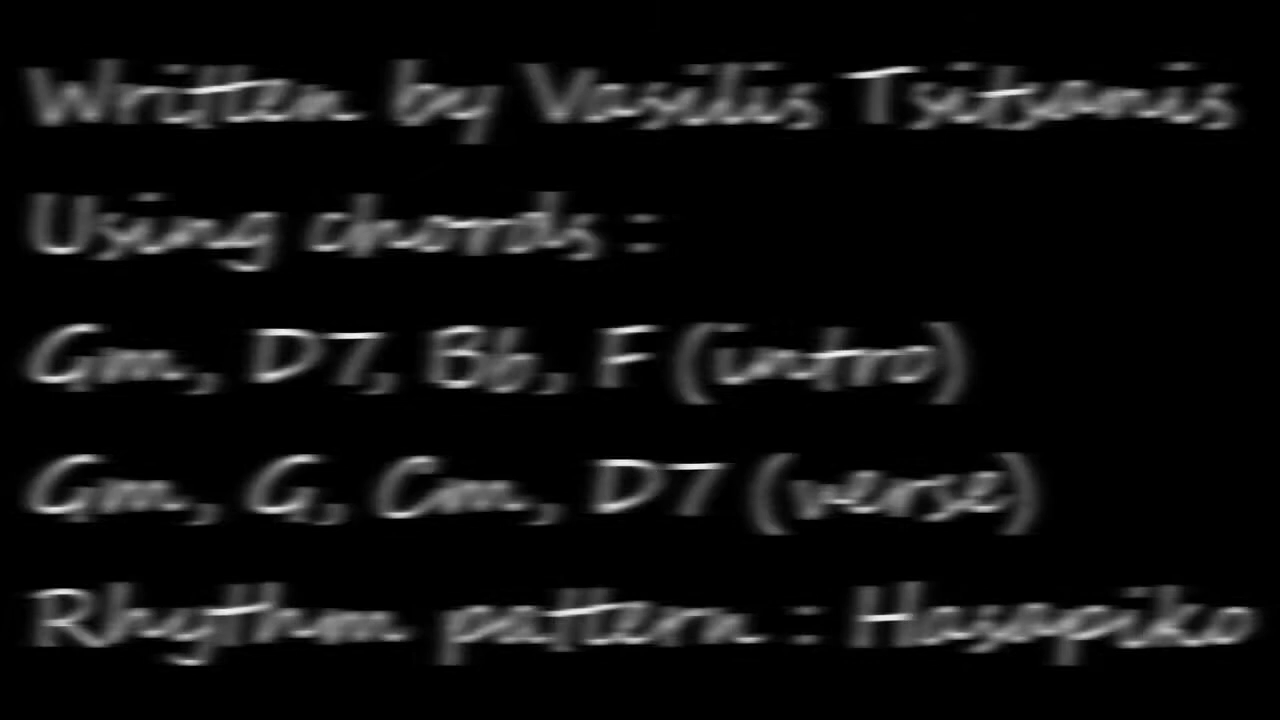 Written by Vasilis Tsitsanis
Using chords :
Gm, D7, Bb, F (intro)
Gm, G, Cm, D7 (verse)
Rhythm pattern : Hasapiko